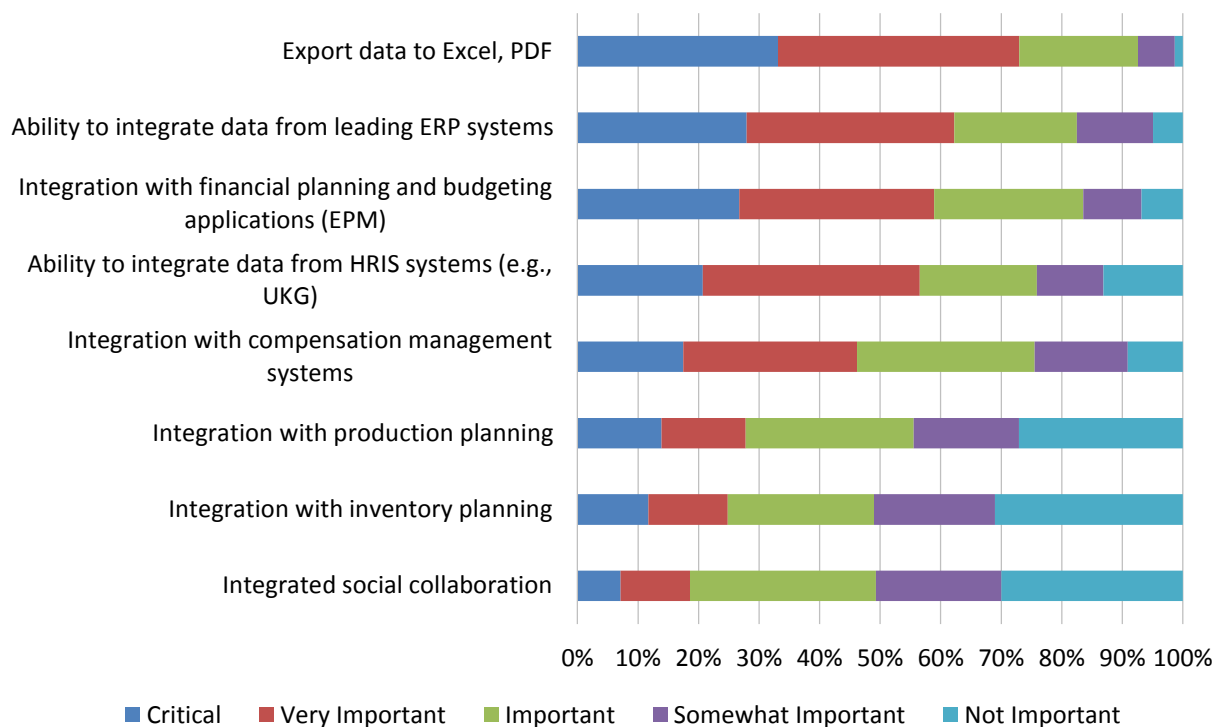 Export data to Excel, PDF
Ability to integrate data from leading ERP systems
Integration with financial planning and budgeting
applications (EPM)
Ability to integrate data from HRIS systems (e.g.,
UKG)
Integration with compensation management
systems
Integration with production planning
Integration with inventory planning
Integrated social collaboration
0% 10% 20% 30% 40% 50% 60% 70% 80% 90% 100%
Critical Very Important Important Somewhat Important Not Important